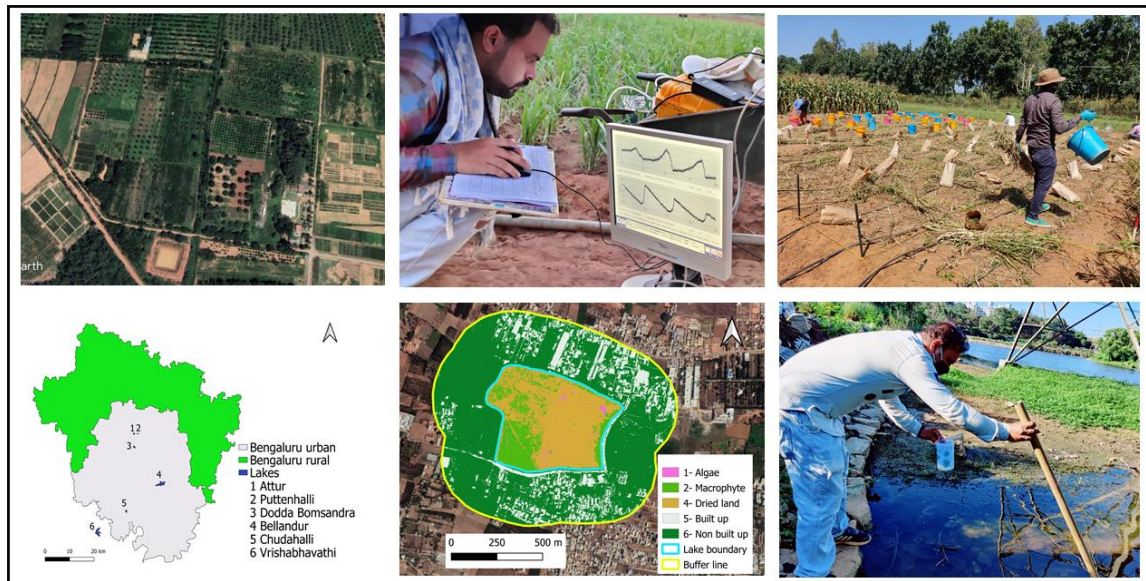 arth
Bengaluru urban
Bengaluru rural
Lakes
1 Attur
2 Puttenhalli
3 Dodda Bomsandra
4 Bellandur
5 Chudahalli
6 Vrishabhavathi
12
3
4
5
6
0 10 20 km
1- Algae
2- Macrophyte
4- Dried land
5- Built up
6- Non built up
Lake boundary
Buffer line
0 250 500 m